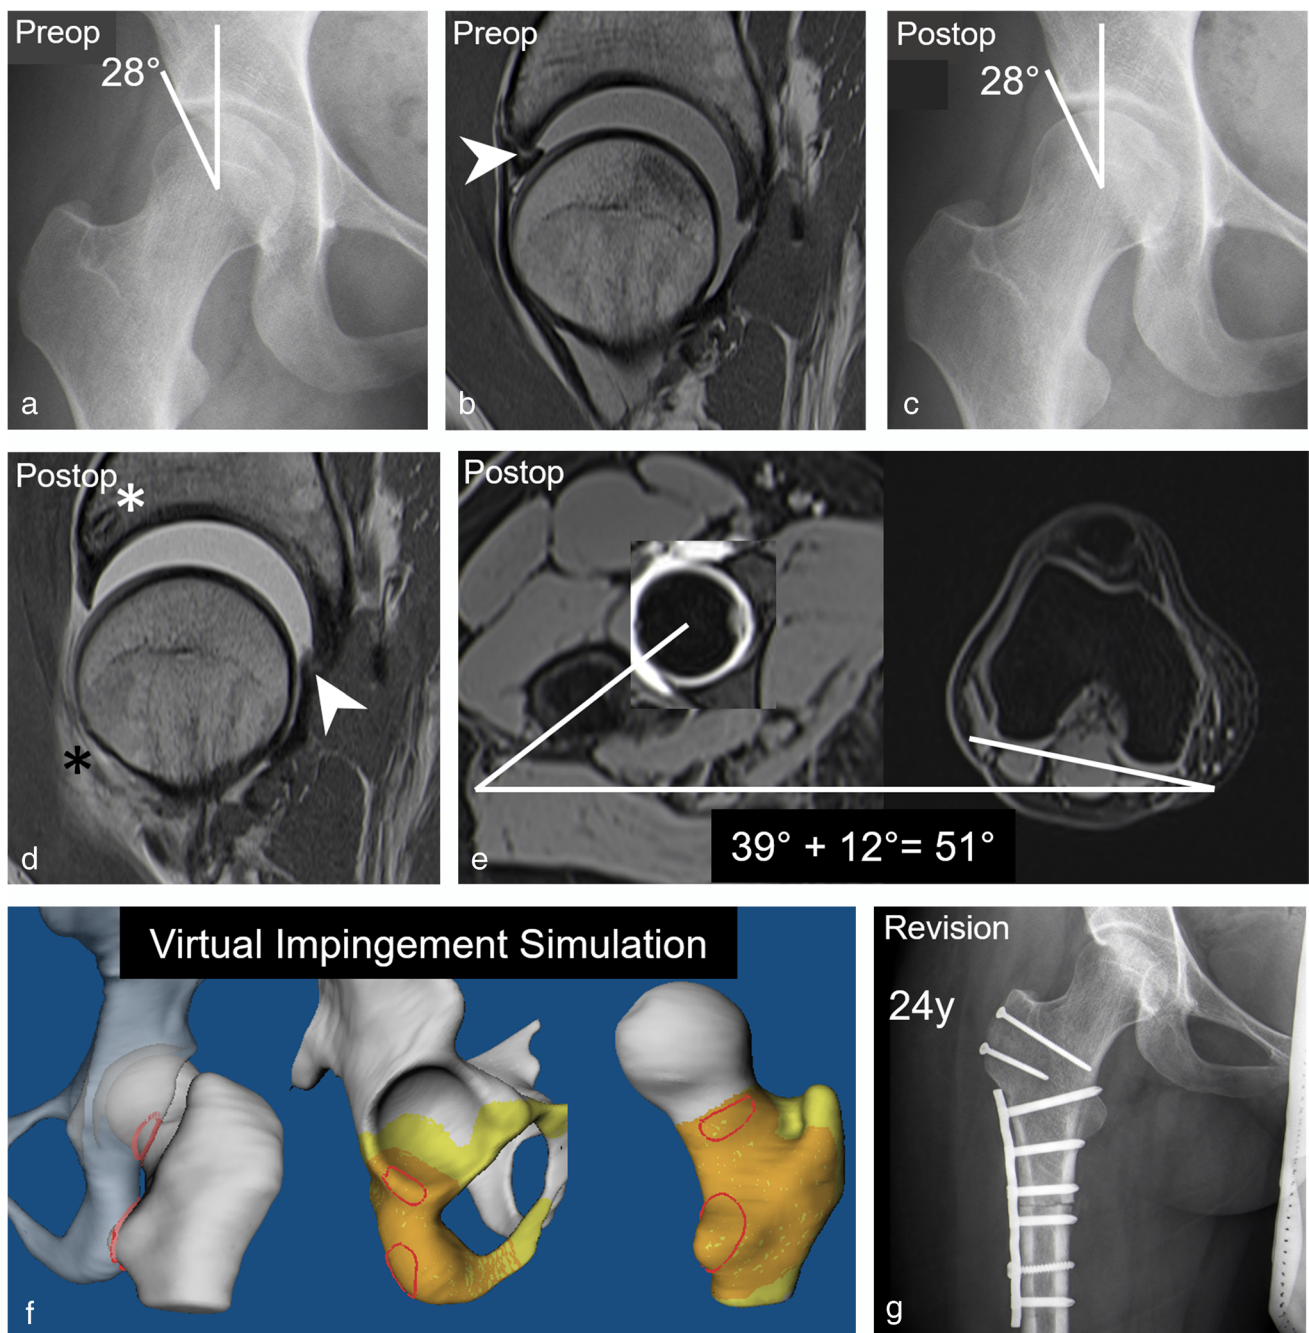 Preop
28°
a
Preop
b
Postop
28°
c
Postop
*
*
d
Postop
39° + 12°= 51°
e
Virtual Impingement Simulation
f
Revision
24y
g